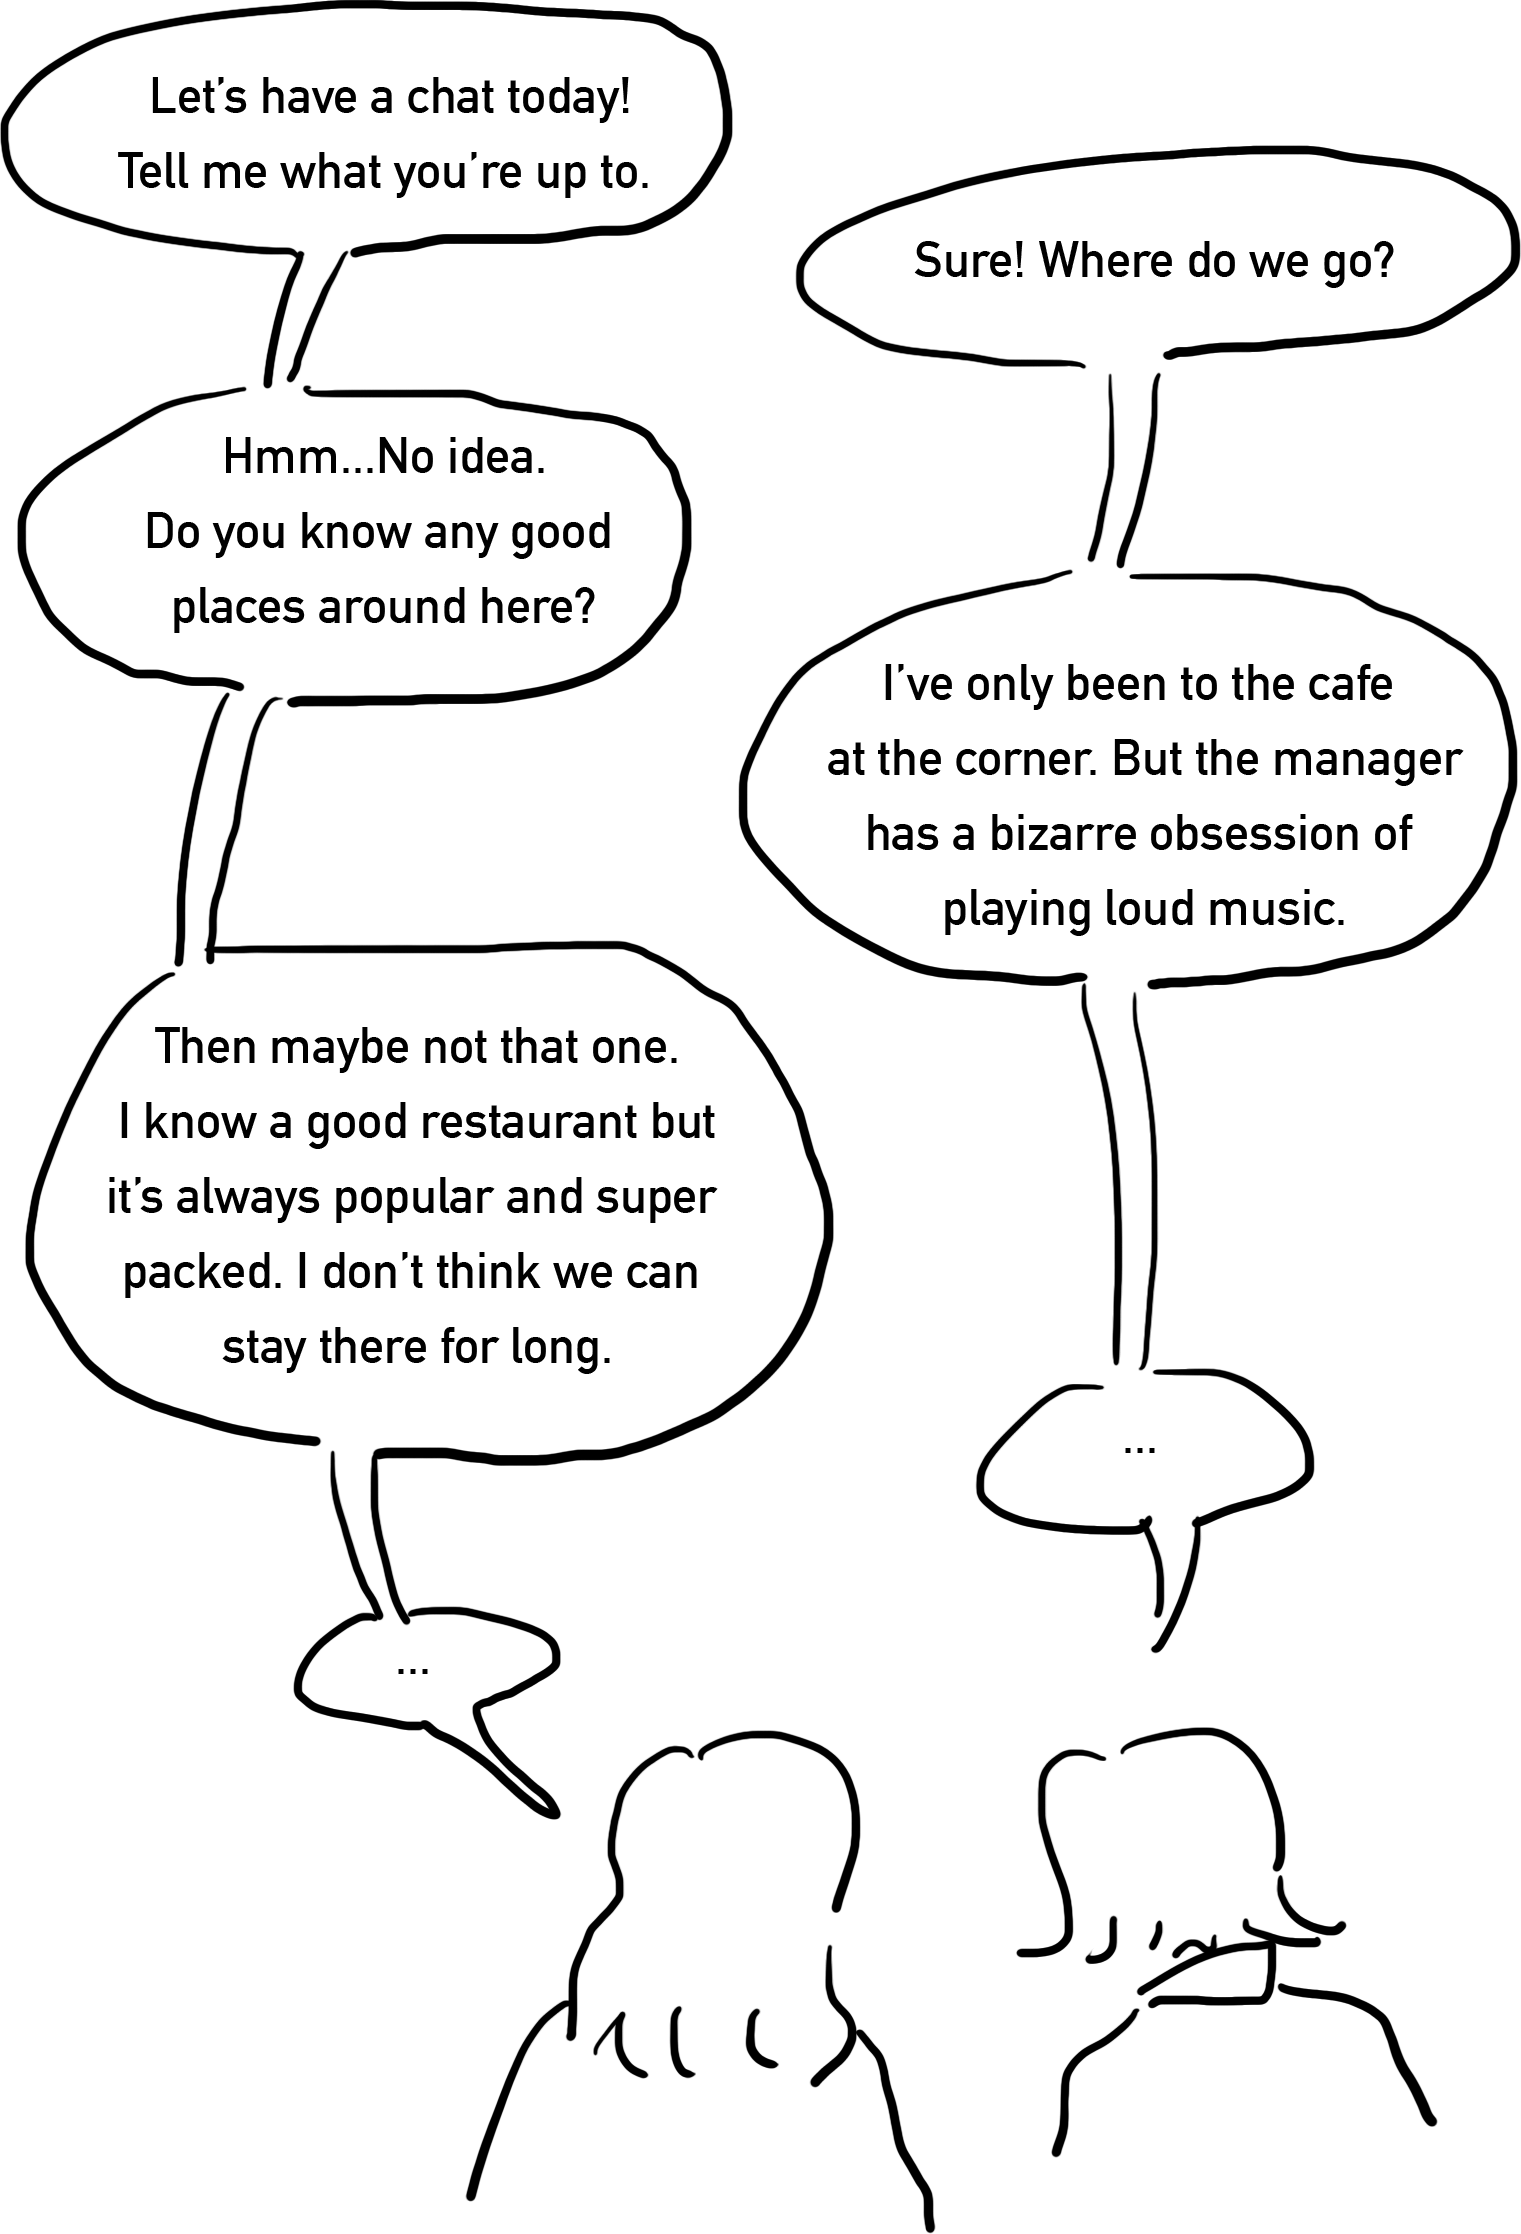 Let's have a chat today!
Tell me what you're up to.
Sure! Where do we go?
Hmm...No idea.
Do you know any good
places around here?
I've only been to the cafe
at the corner. But the manager
has a bizarre obsession of
playing loud music.
Then maybe not that one.
I know a good restaurant but
it's always popular and super
packed. I don't think we can
stay there for long.
...
...